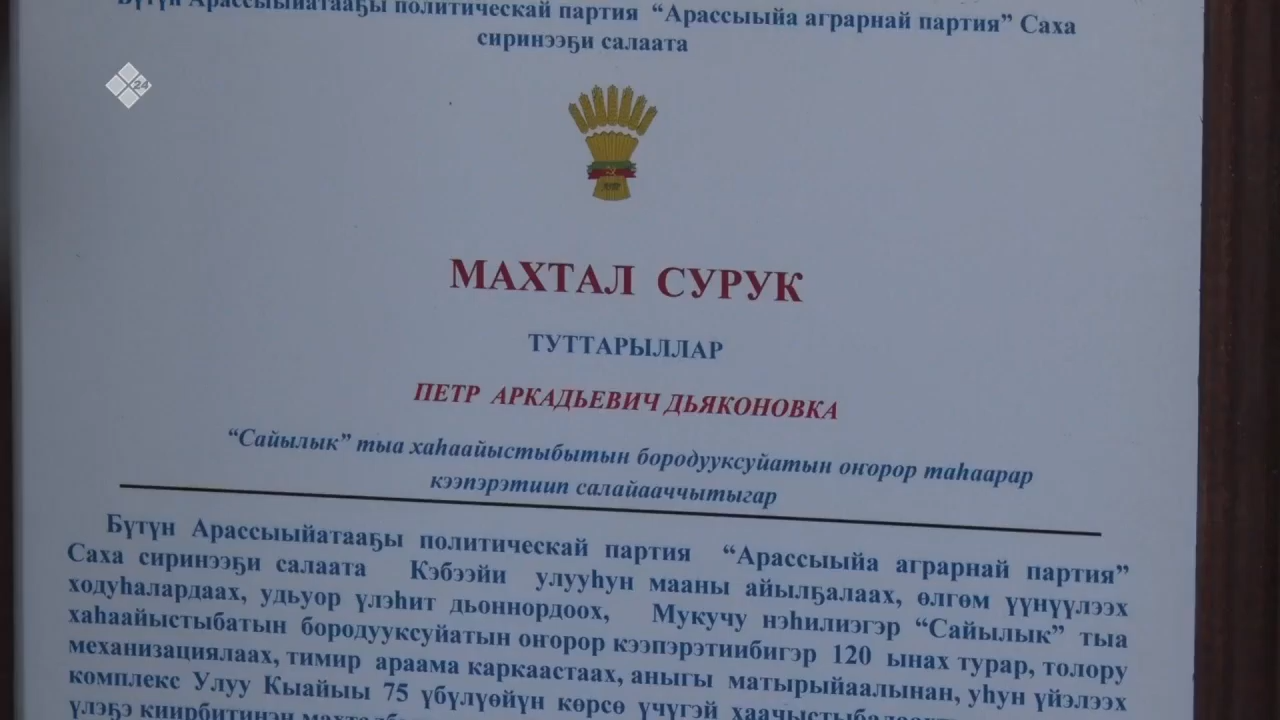 Бүтүн Арассыыйатааҕы политическай партия “Арассыыйа аграрнай партия” Саха
сиринээҕи салаата
24
МАХТАЛ СУРУК
ТУТТАРЫЛЛАР
ПЕТР АРКАДЬЕВИЧ ДЬЯКОНОВКА
“Сайылык” тыа хаһаайыстыбытын бородууксуйатын оҥорор таһаарар
кээпэрэтиип салайааччытыгар
Бүтүн Арассыыйатааҕы политическай партия “Арассыыйа аграрнай партия”
Саха сиринээҕи салаата Кэбээйи улууһун мааны айылҕалаах, өлгөм үүнүүлээх
ходуһалардаах, удьуор үлэһит дьоннордоох, Мукучу нэһилиэгэр “Сайылык” тыа
хаһаайыстыбатын бородууксуйатын оҥорор кээпэрэтиибигэр 120 ынах турар, толору
механизациялаах, тимир араама каркаастаах, аныгы матырыйаалынан, уһун үйэлээх
комплекс Улуу Кыайыы 75 үбүлүөйүн көрсө үчүгэй
үлэҕэ киирбитинэн